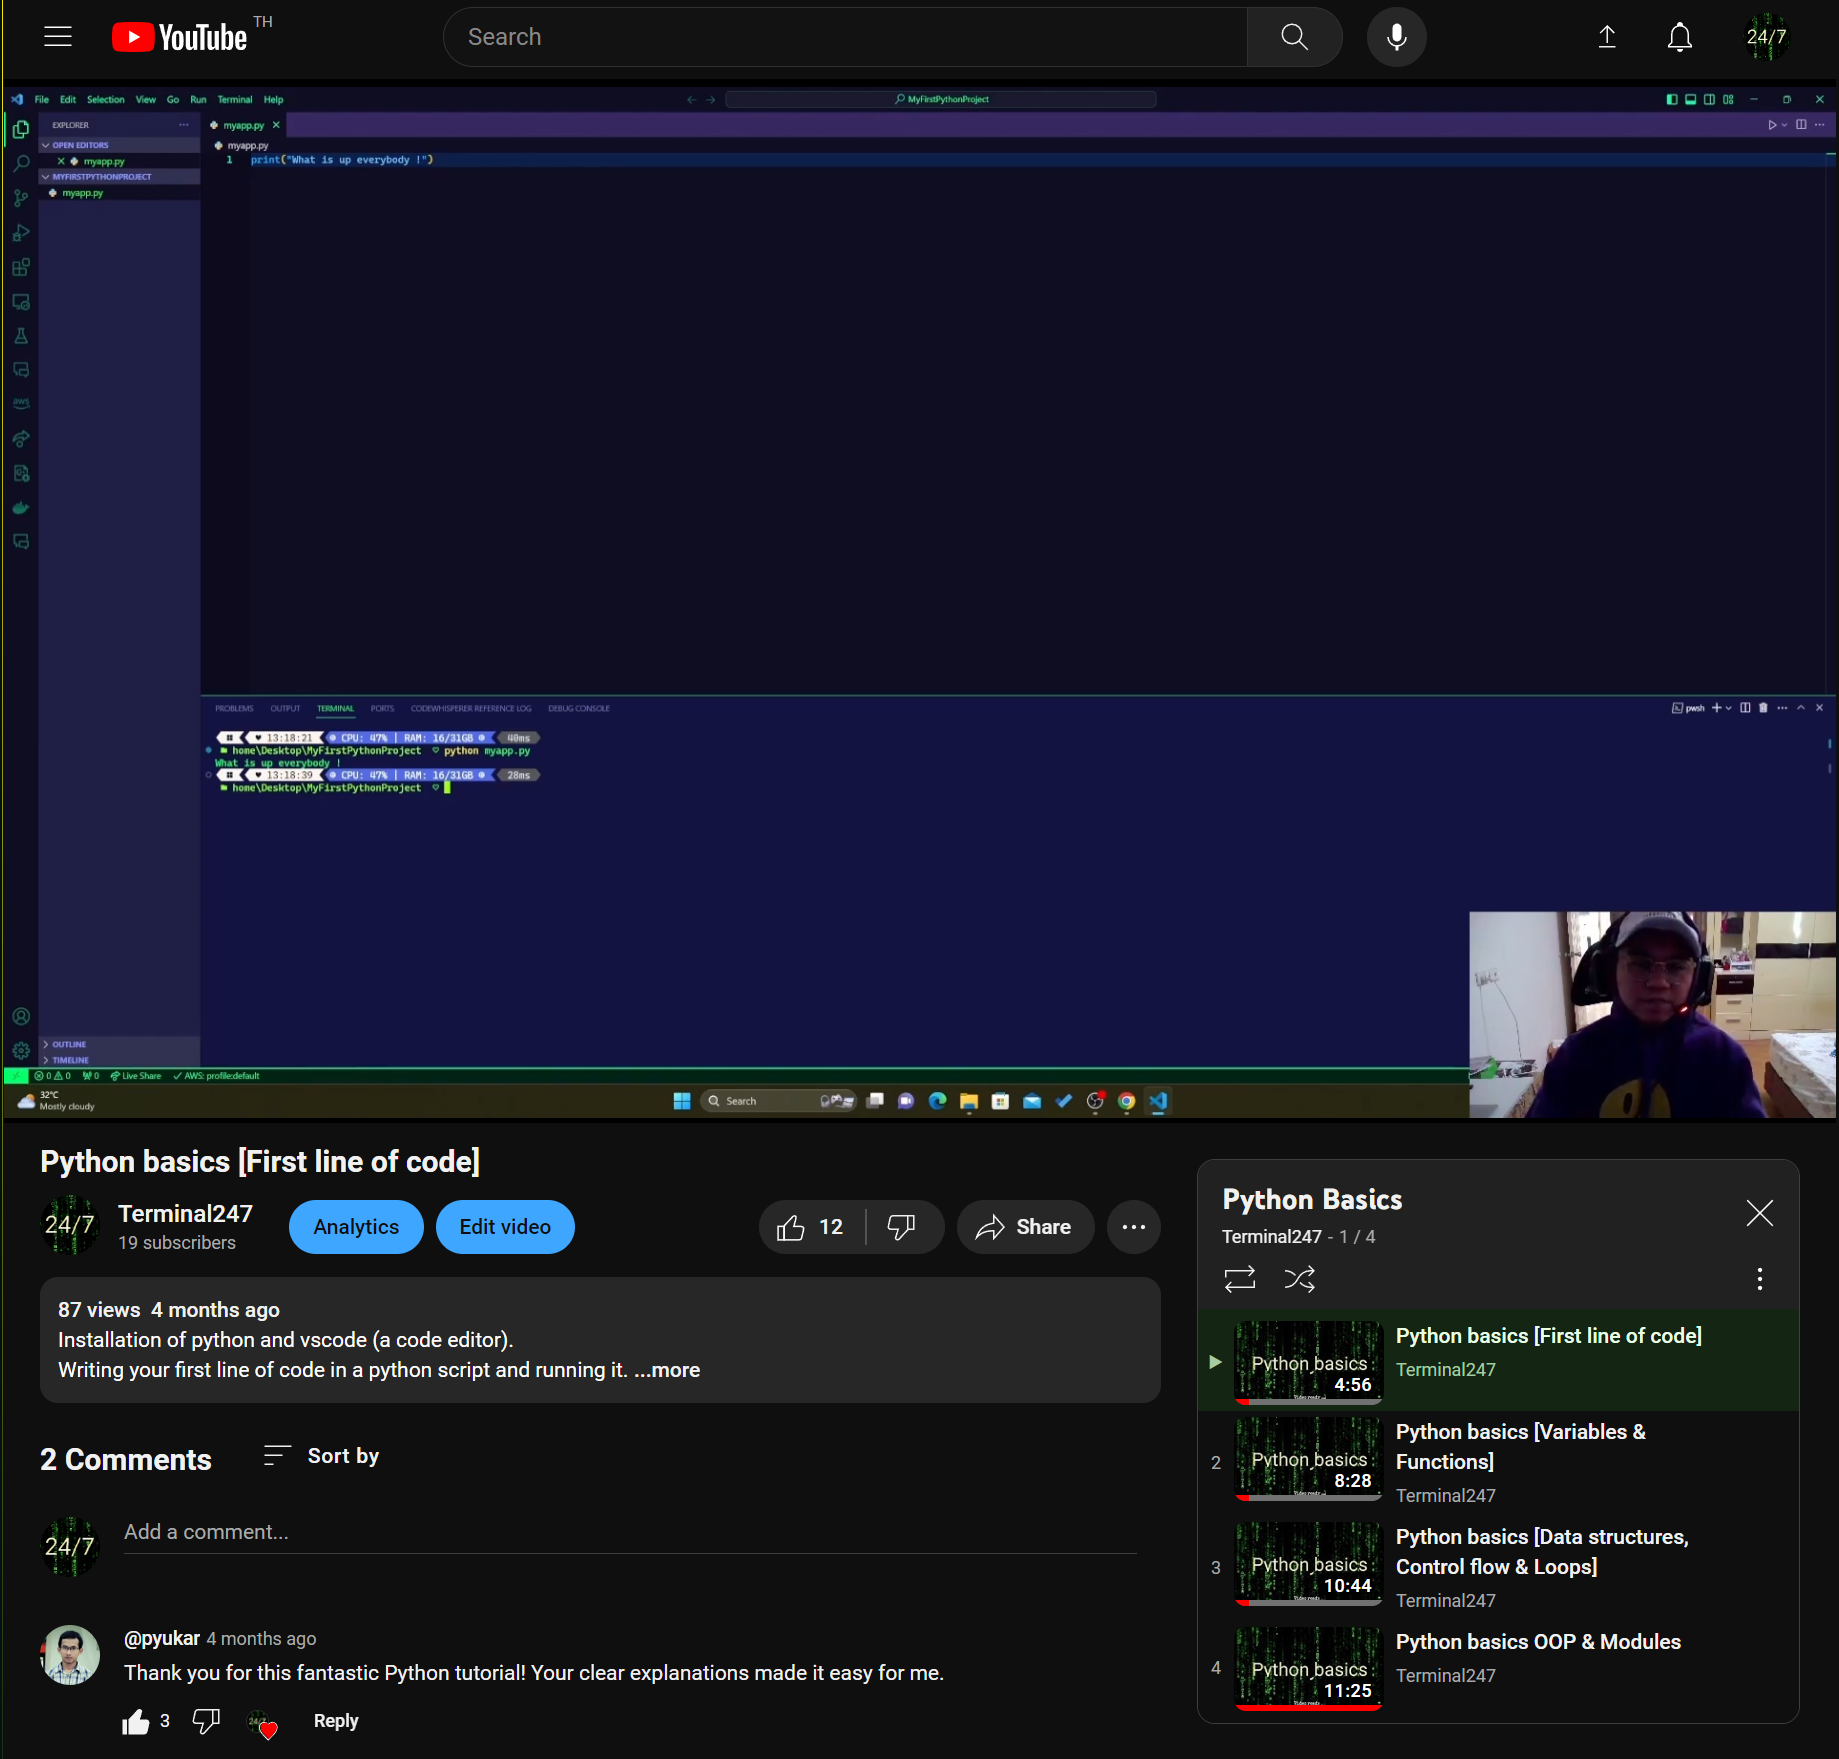 YouTube TH
Search
24/7
File Edit Selection View Go Run Terminal Help
MyFirstPythonProject
EXPLORER
OPEN EDITORS
myapp.py
MYFIRSTPYTHONPROJECT
myapp.py
OUTLINE
TIMELINE
myapp.py
myapp.py
1 print("What is up everybody !")
PROBLEMS OUTPUT TERMINAL PORTS CODEWHISPERER REFERENCE LOG DEBUG CONSOLE
pwsh
13:18:21 CPU: 47% | RAM: 16/31GB 40ms
home\Desktop\MyFirstPythonProject python myapp.py
What is up everybody !
13:18:39 CPU: 47% | RAM: 16/31GB 28ms
home\Desktop\MyFirstPythonProject
aws
0 0 0 Live Share AWS: profile:default
32°C
Mostly cloudy
Search
Python basics [First line of code]
24/7
Terminal247
19 subscribers
Analytics
Edit video
12
Share
87 views 4 months ago
Installation of python and vscode (a code editor).
Writing your first line of code in a python script and running it. ...more
2 Comments
Sort by
24/7
Add a comment...
@pyukar 4 months ago
Thank you for this fantastic Python tutorial! Your clear explanations made it easy for me.
3
24/7
Reply
Python Basics
Terminal247 - 1 / 4
Python basics :
4:56
Python basics [First line of code]
Terminal247
2
Python basics :
8:28
Python basics [Variables &
Functions]
Terminal247
3
Python basics :
10:44
Python basics [Data structures,
Control flow & Loops]
Terminal247
4
Python basics :
11:25
Python basics OOP & Modules
Terminal247